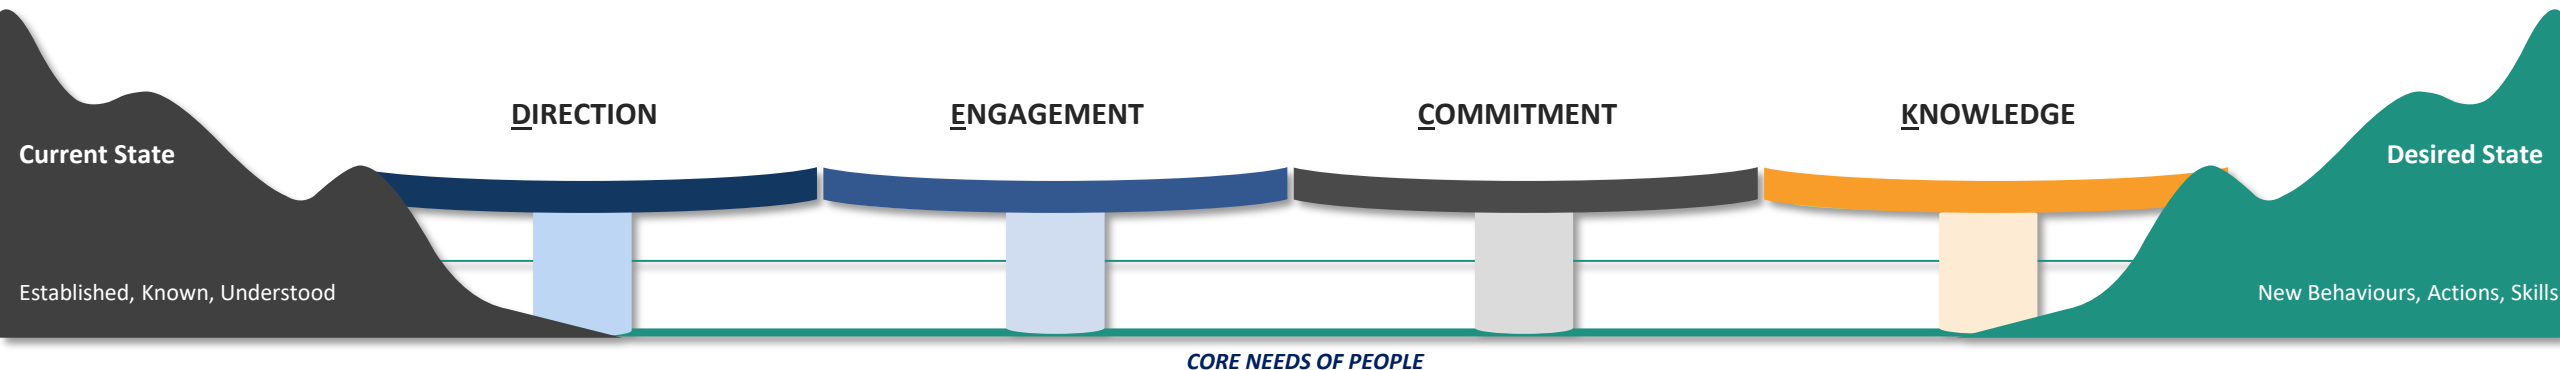 DIRECTION
ENGAGEMENT
COMMITMENT
KNOWLEDGE
Current State
Desired State
Established, Known, Understood
New Behaviours, Actions, Skills
CORE NEEDS OF PEOPLE